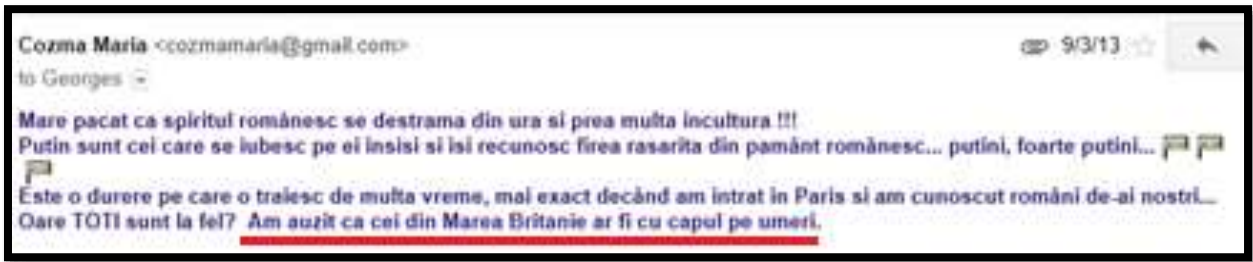 Cozma Maria <cozmamaria@gmail.com>
9/3/13
to Georges
Mare pacat ca spiritul românesc se destrama din ura si prea multa incultura !!!
Putin sunt cei care se iubesc pe ei insisi si isi recunosc firea rasarita din pamânt românesc... putini, foarte putini...
Este o durere pe care o traiesc de multa vreme, mai exact decând am intrat in Paris si am cunoscut români de-ai nostri...
Oare TOTI sunt la fel? Am auzit ca cei din Marea Britanie ar fi cu capul pe umeri.